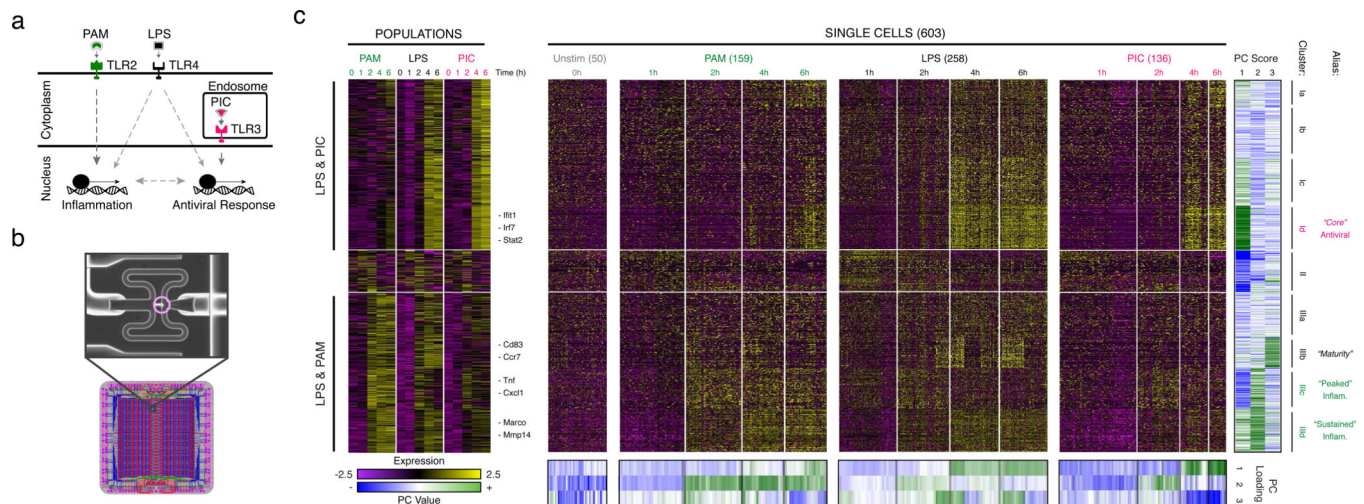 a
PAM LPS
TLR2 TLR4
Endosome
PIC
TLR3
Cytoplasm
Nucleus
Inflammation Antiviral Response
b
c
POPULATIONS
PAM LPS PIC
0 1 2 4 6 0 1 2 4 6 0 1 2 4 6 Time (h)
LPS & PIC
- Ifit1
- Irf7
- Stat2
LPS & PAM
- Cd83
- Ccr7
- Tnf
- Cxcl1
- Marco
- Mmp14
Expression
-2.5 2.5
- +
PC Value
SINGLE CELLS (603)
Unstim (50) PAM (159) LPS (258) PIC (136)
0h 1h 2h 4h 6h 1h 2h 4h 6h 1h 2h 4h 6h
PC Score
1 2 3
Cluster:
Alias:
Ia
Ib
Ic
Id "Core" Antiviral
II
IIIa
IIIb "Maturity"
IIIc "Peaked" Inflam.
IIId "Sustained" Inflam.
1
2
3
PC Loading